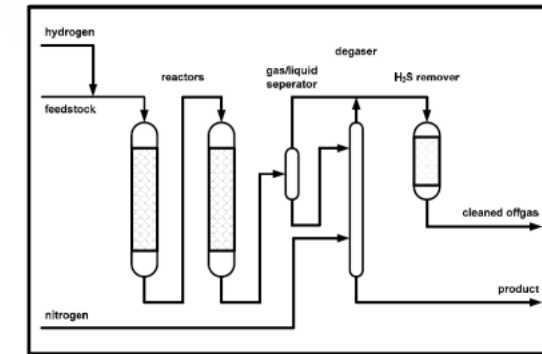 hydrogen
feedstock
reactors
gas/liquid
seperator
degaser
H₂S remover
cleaned offgas
product
nitrogen